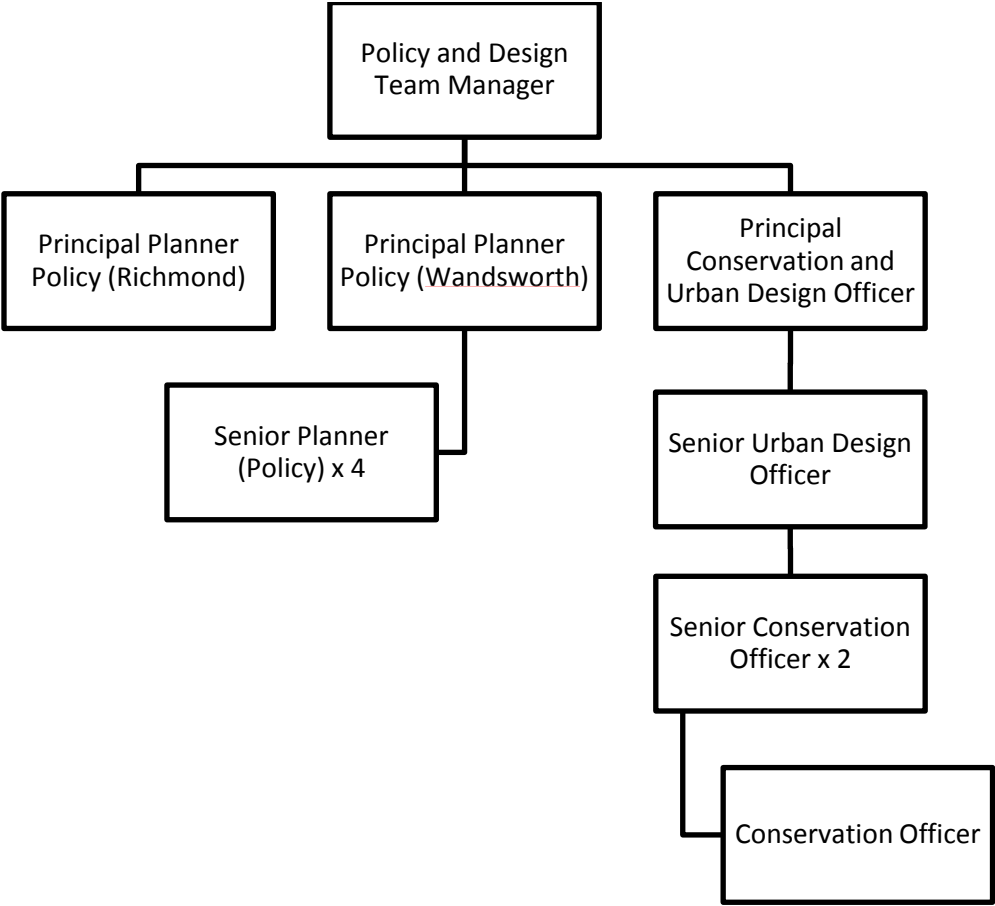 Policy and Design
Team Manager
Principal Planner
Policy (Richmond)
Principal Planner
Policy (Wandsworth)
Principal
Conservation and
Urban Design Officer
Senior Planner
(Policy) x 4
Senior Urban Design
Officer
Senior Conservation
Officer x 2
Conservation Officer